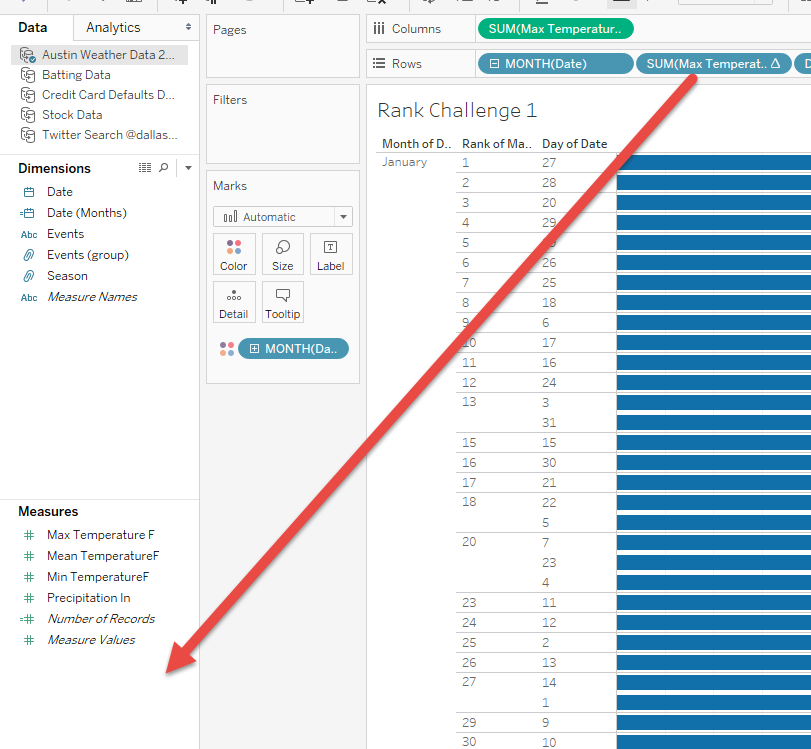 Data
Analytics
Austin Weather Data 2...
Batting Data
Credit Card Defaults D...
Stock Data
Twitter Search @dallas...
Dimensions
Date
Date (Months)
Abc Events
Events (group)
Season
Abc Measure Names
Measures
Max Temperature F
Mean TemperatureF
Min TemperatureF
Precipitation In
Number of Records
Measure Values
Pages
Filters
Marks
Automatic
Color Size Label
Detail Tooltip
MONTH(Da..
Columns SUM(Max Temperatur..
Rows MONTH(Date) SUM(Max Temperat.. Δ D
Rank Challenge 1
Month of D.. Rank of Ma.. Day of Date
January 1 27
2 28
3 20
4 29
5
6 26
7 25
8 18
9 6
10 17
11 16
12 24
13 3
31
15 15
16 30
17 21
18 22
5
20 7
23
4
23 11
24 12
25 2
26 13
27 14
1
29 9
30 10